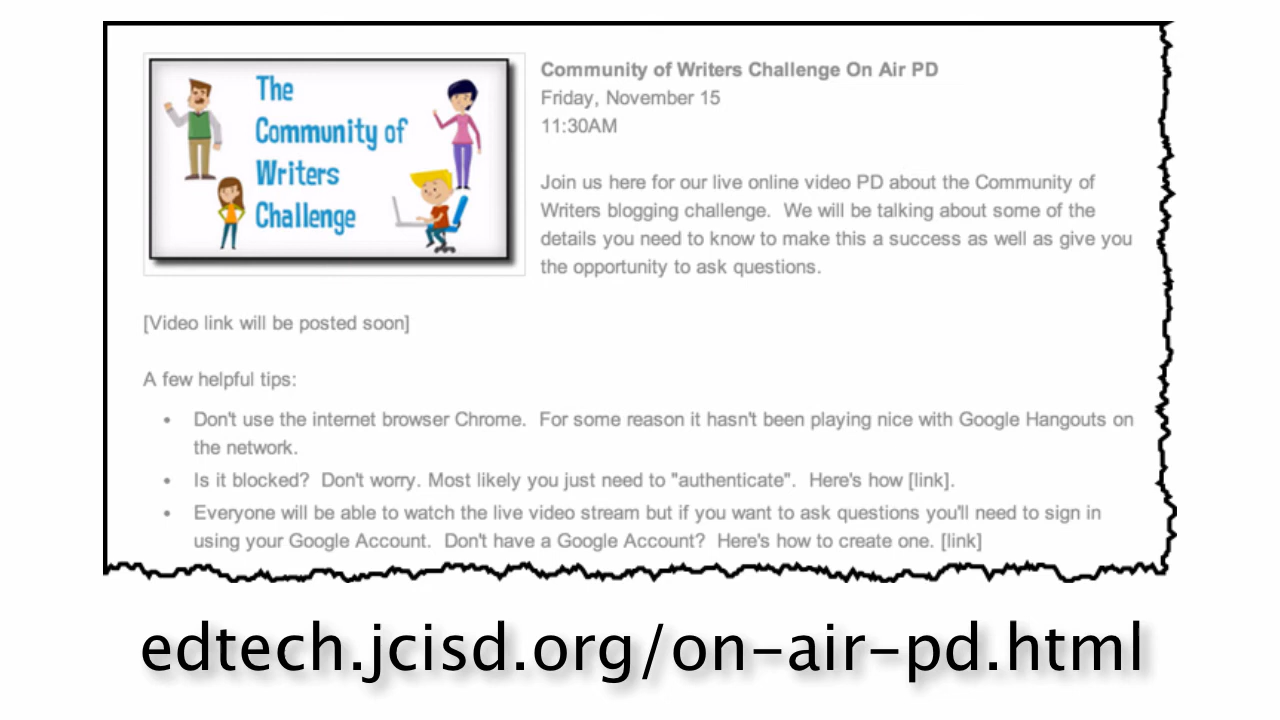 The
Community of
Writers
Challenge
Community of Writers Challenge On Air PD
Friday, November 15
11:30AM
Join us here for our live online video PD about the Community of
Writers blogging challenge.  We will be talking about some of the
details you need to know to make this a success as well as give you
the opportunity to ask questions.
[Video link will be posted soon]
A few helpful tips:
• Don't use the internet browser Chrome.  For some reason it hasn't been playing nice with Google Hangouts on
the network.
• Is it blocked?  Don't worry. Most likely you just need to "authenticate".  Here's how [link].
• Everyone will be able to watch the live video stream but if you want to ask questions you'll need to sign in
using your Google Account.  Don't have a Google Account?  Here's how to create one. [link]
edtech.jcisd.org/on-air-pd.html